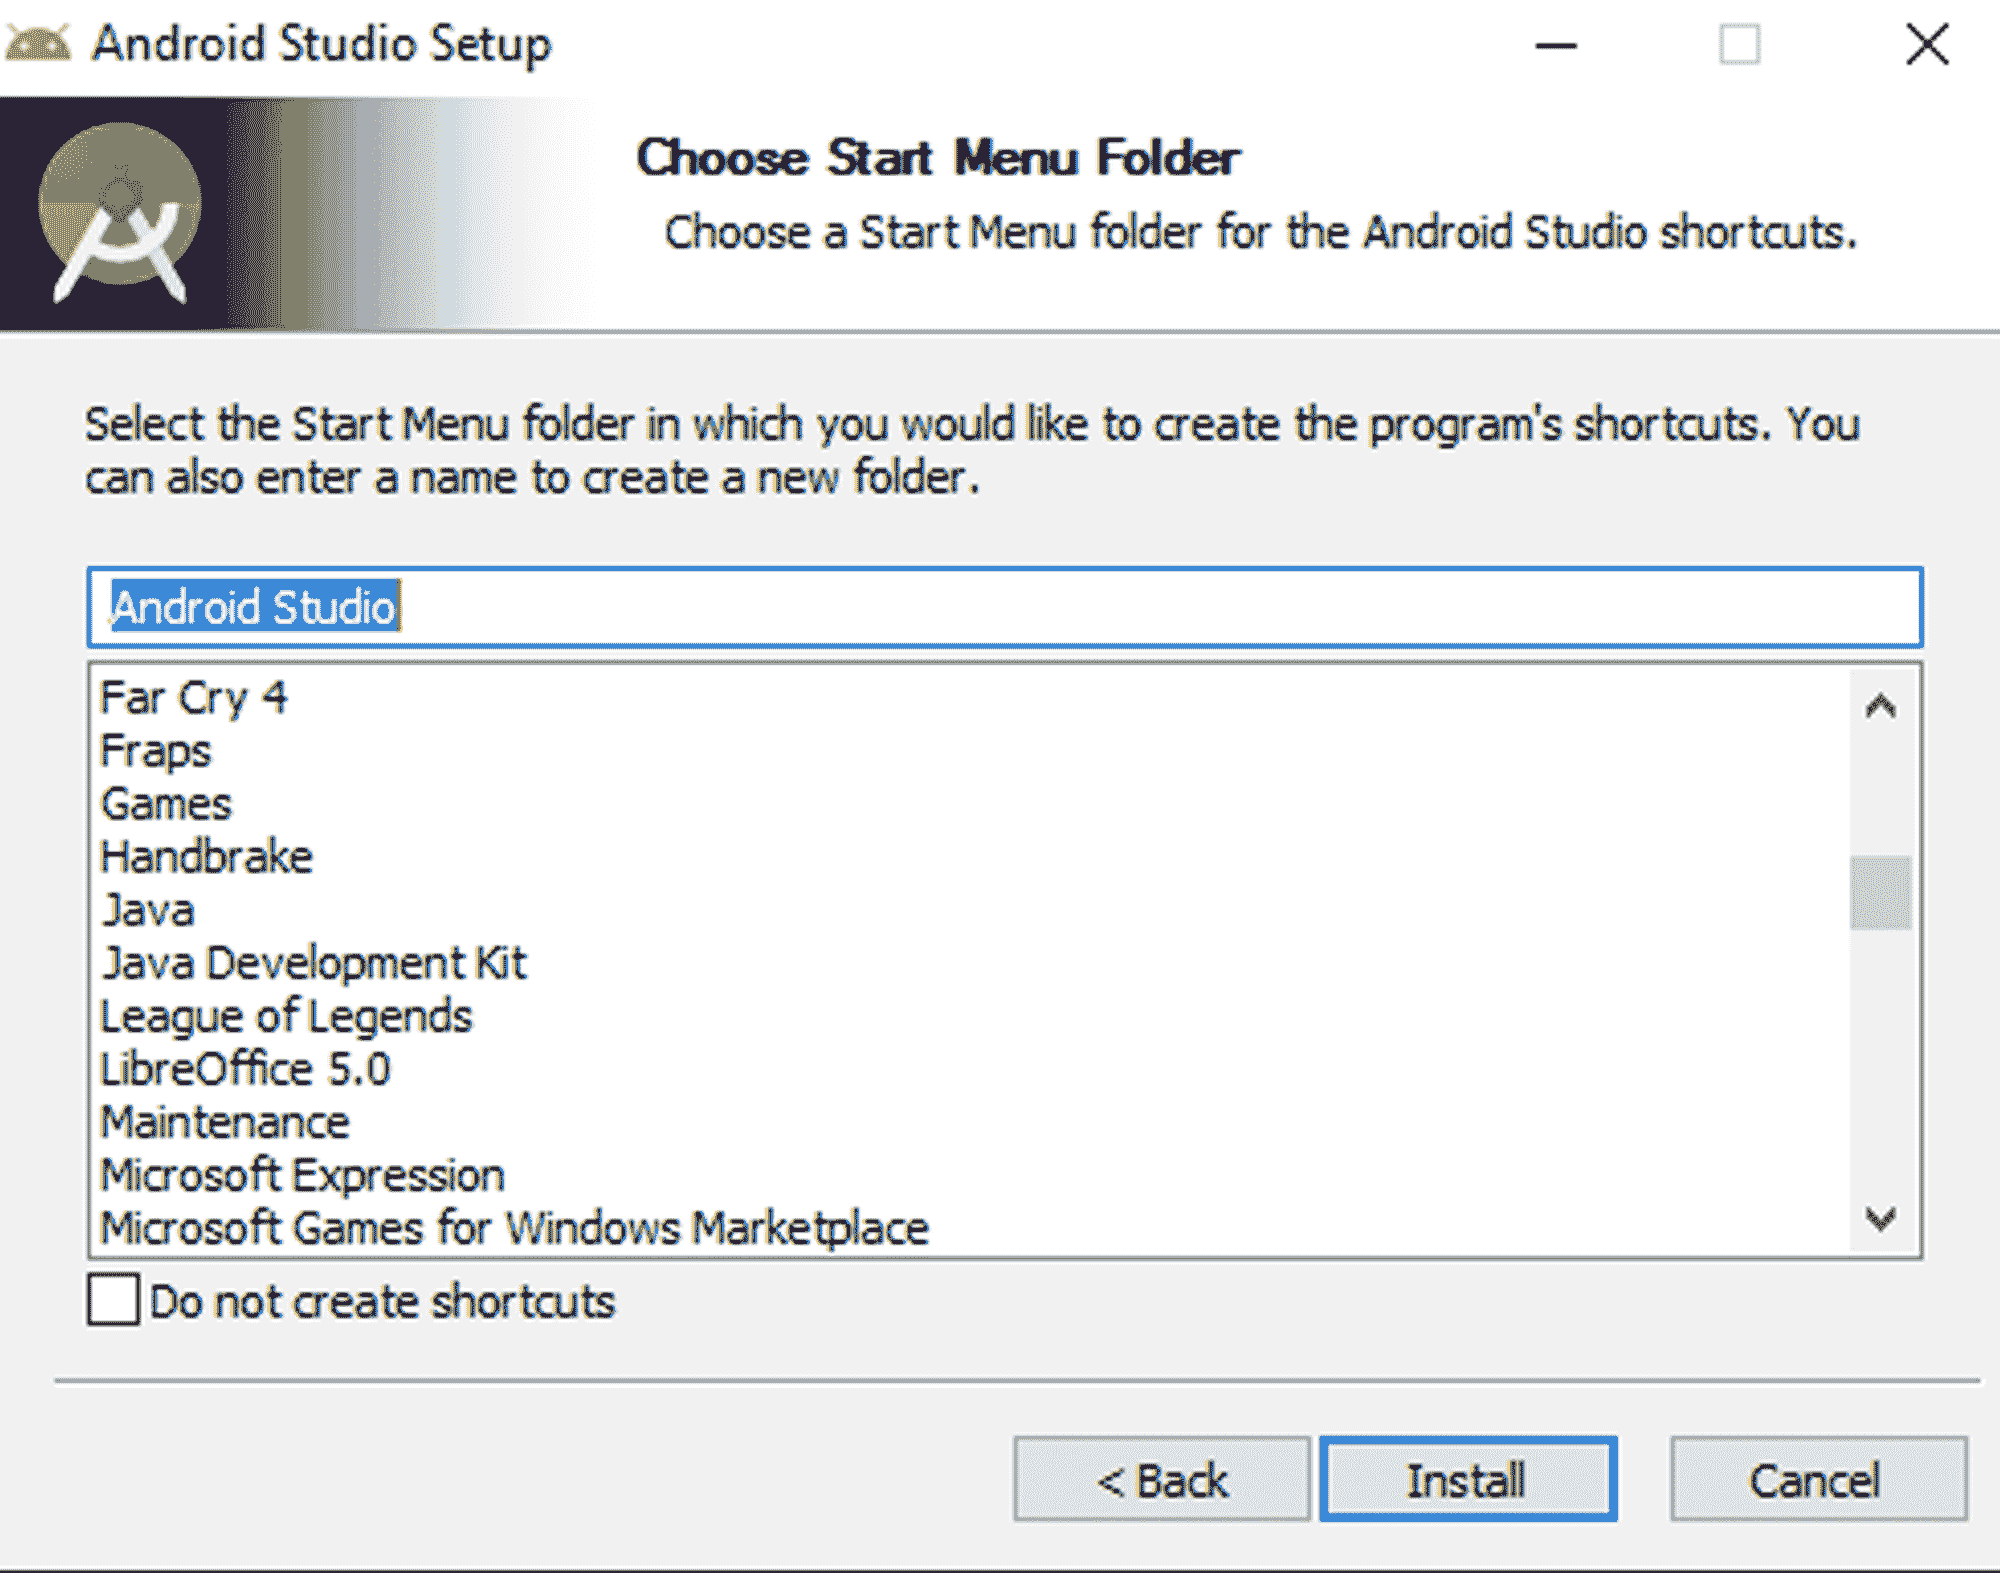 Android Studio Setup
Choose Start Menu Folder
Choose a Start Menu folder for the Android Studio shortcuts.
Select the Start Menu folder in which you would like to create the program's shortcuts. You
can also enter a name to create a new folder.
Android Studio
Far Cry 4
Fraps
Games
Handbrake
Java
Java Development Kit
League of Legends
LibreOffice 5.0
Maintenance
Microsoft Expression
Microsoft Games for Windows Marketplace
Do not create shortcuts
< Back Install Cancel